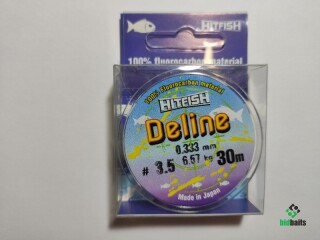 HITFISH
100% fluorocarbon material
100% Fluorocarbon material
HITFISH
Deline
0.333 mm
# 3.5 6.57 kg 30m
Made in Japan
bidbaits